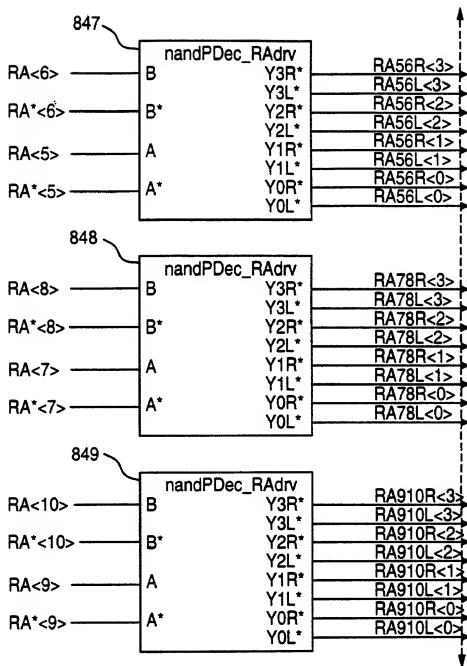 847
nandPDec_RAdrv
RA<6> B Y3R* RA56R<3>
Y3L* RA56L<3>
RA*<6> B* Y2R* RA56R<2>
Y2L* RA56L<2>
RA<5> A Y1R* RA56R<1>
Y1L* RA56L<1>
RA*<5> A* Y0R* RA56R<0>
Y0L* RA56L<0>
848
nandPDec_RAdrv
RA<8> B Y3R* RA78R<3>
Y3L* RA78L<3>
RA*<8> B* Y2R* RA78R<2>
Y2L* RA78L<2>
RA<7> A Y1R* RA78R<1>
Y1L* RA78L<1>
RA*<7> A* Y0R* RA78R<0>
Y0L* RA78L<0>
849
nandPDec_RAdrv
RA<10> B Y3R* RA910R<3>
Y3L* RA910L<3>
RA*<10> B* Y2R* RA910R<2>
Y2L* RA910L<2>
RA<9> A Y1R* RA910R<1>
Y1L* RA910L<1>
RA*<9> A* Y0R* RA910R<0>
Y0L* RA910L<0>